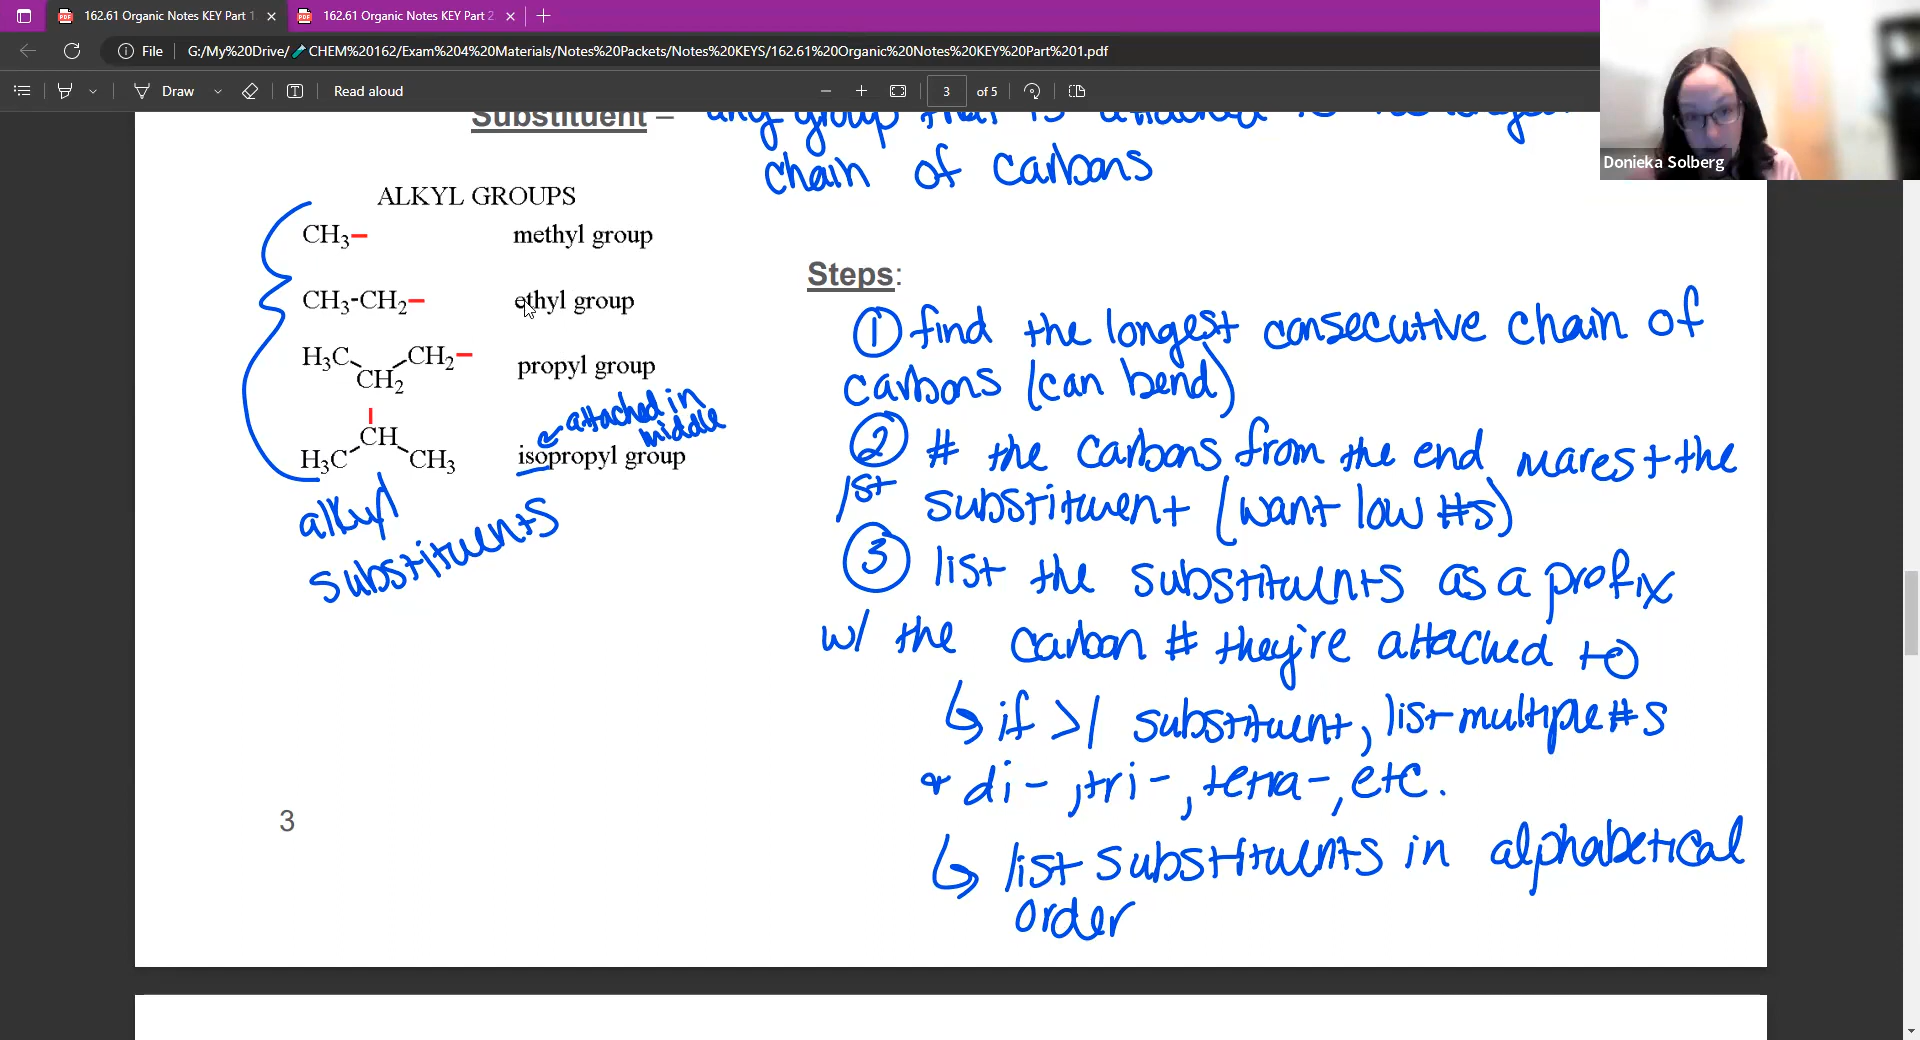 162.61 Organic Notes KEY Part 1
162.61 Organic Notes KEY Part 2
File
G:/My%20Drive/🧪CHEM%20162/Exam%204%20Materials/Notes%20Packets/Notes%20KEYS/162.61%20Organic%20Notes%20KEY%20Part%201.pdf
Draw
Read aloud
3 of 5
Donieka Solberg
Substituent – any group that is attached
chain of carbons
ALKYL GROUPS
CH3– methyl group
CH3-CH2– ethyl group
H3C CH2– propyl group
CH2
attached in
middle
CH
H3C CH3 isopropyl group
alkyl
substituents
3
Steps:
① find the longest consecutive chain of
carbons (can bend)
② # the carbons from the end nearest the
1st substituent (want low #s)
③ list the substituents as a prefix
w/ the carbon # they're attached to
↳ if >1 substituent, list multiple #s
+ di-, tri-, tetra-, etc.
↳ list substituents in alphabetical
order